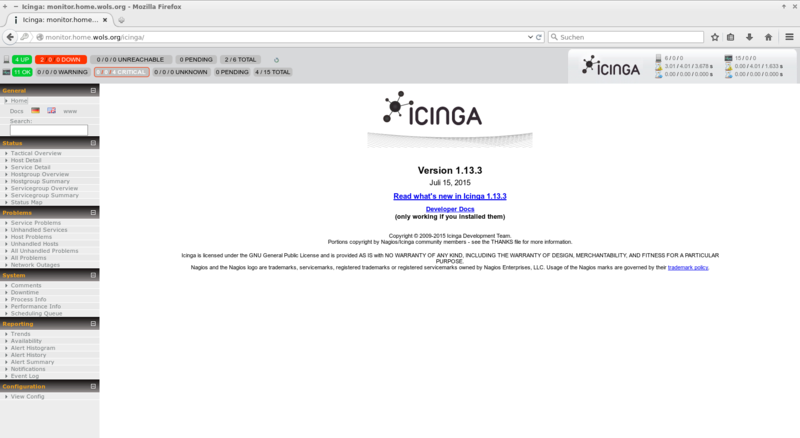 Icinga: monitor.home.wols.org - Mozilla Firefox
Icinga: monitor.home....
monitor.home.wols.org/icinga/
Suchen
4 UP
2 0 0 DOWN
0 / 0 / 0 UNREACHABLE
0 PENDING
2 / 6 TOTAL
11 OK
0 / 0 / 0 WARNING
CRITICAL
0 / 0 / 0 UNKNOWN
0 PENDING
4 / 15 TOTAL
ICINGA
6 / 0 / 0
3.01 / 4.01 / 3.678 s
0.00 / 0.00 / 0.000 s
15 / 0 / 0
0.00 / 4.01 / 1.633 s
0.00 / 0.00 / 0.000 s
General
Home
Docs
www
Search:
Status
Tactical Overview
Host Detail
Service Detail
Hostgroup Overview
Hostgroup Summary
Servicegroup Overview
Servicegroup Summary
Status Map
Problems
Service Problems
Unhandled Services
Host Problems
Unhandled Hosts
All Unhandled Problems
All Problems
Network Outages
System
Comments
Downtime
Process Info
Performance Info
Scheduling Queue
Reporting
Trends
Availability
Alert Histogram
Alert History
Alert Summary
Notifications
Event Log
Configuration
View Config
ICINGA
Version 1.13.3
Juli 15, 2015
Read what's new in Icinga 1.13.3
Developer Docs
(only working if you installed them)
Copyright © 2009-2015 Icinga Development Team.
Portions copyright by Nagios/Icinga community members - see the THANKS file for more information.
Icinga is licensed under the GNU General Public License and is provided AS IS with NO WARRANTY OF ANY KIND, INCLUDING THE WARRANTY OF DESIGN, MERCHANTABILITY, AND FITNESS FOR A PARTICULAR
PURPOSE.
Nagios and the Nagios logo are trademarks, servicemarks, registered trademarks or registered servicemarks owned by Nagios Enterprises, LLC. Usage of the Nagios marks are governed by their trademark policy.